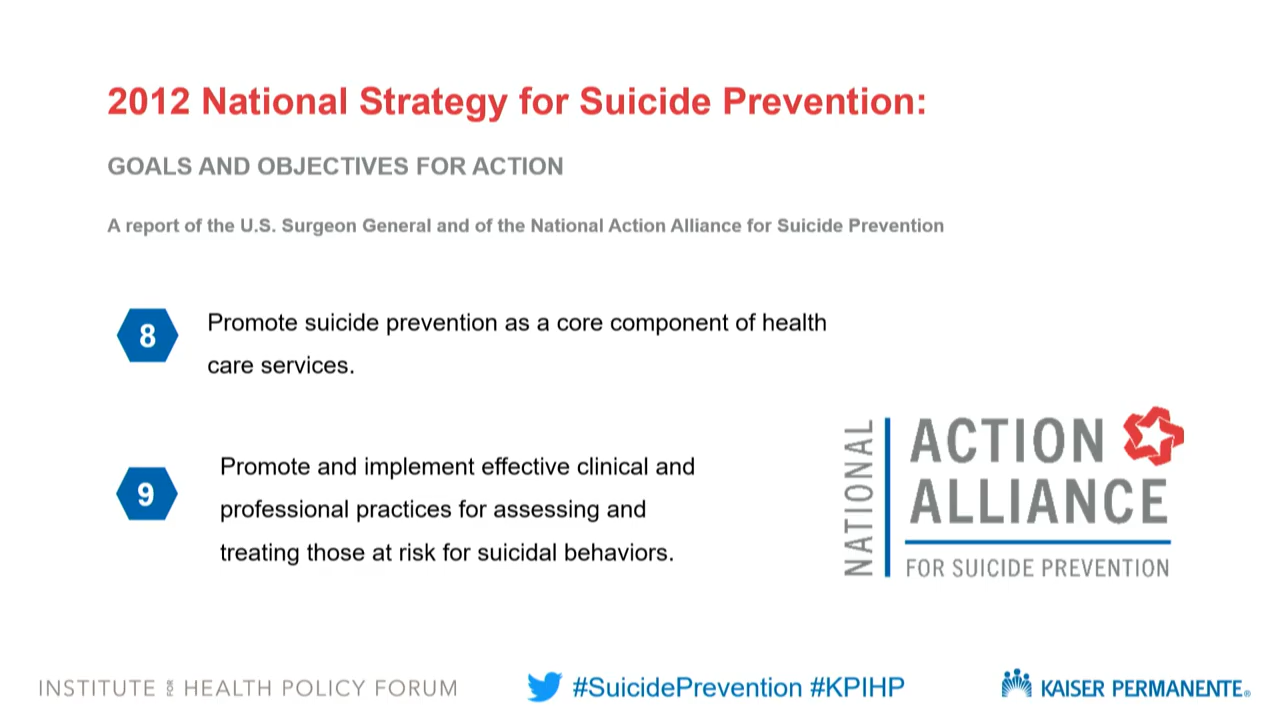 2012 National Strategy for Suicide Prevention:
GOALS AND OBJECTIVES FOR ACTION
A report of the U.S. Surgeon General and of the National Action Alliance for Suicide Prevention
8
Promote suicide prevention as a core component of health
care services.
9
Promote and implement effective clinical and
professional practices for assessing and
treating those at risk for suicidal behaviors.
NATIONAL
ACTION
ALLIANCE
FOR SUICIDE PREVENTION
INSTITUTE FOR HEALTH POLICY FORUM
#SuicidePrevention #KPIHP
KAISER PERMANENTE®